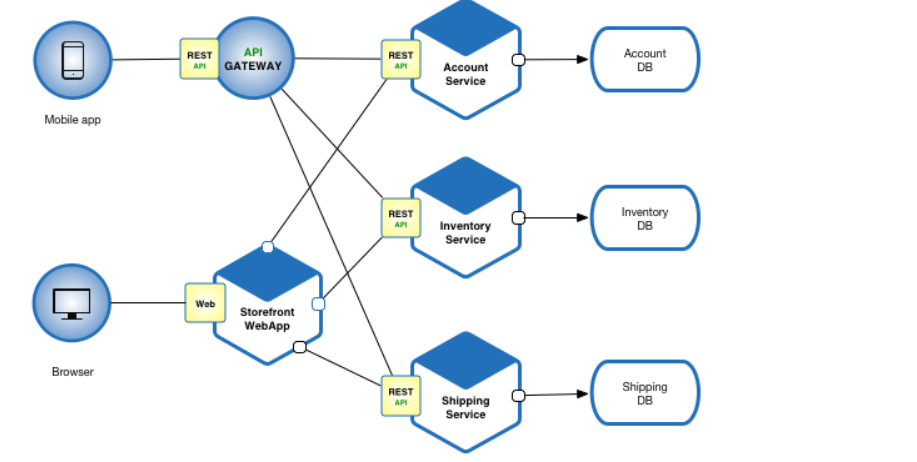 REST
API
API
GATEWAY
Mobile app
REST
API
Account
Service
Account
DB
REST
API
Inventory
Service
Inventory
DB
Web
Storefront
WebApp
Browser
REST
API
Shipping
Service
Shipping
DB